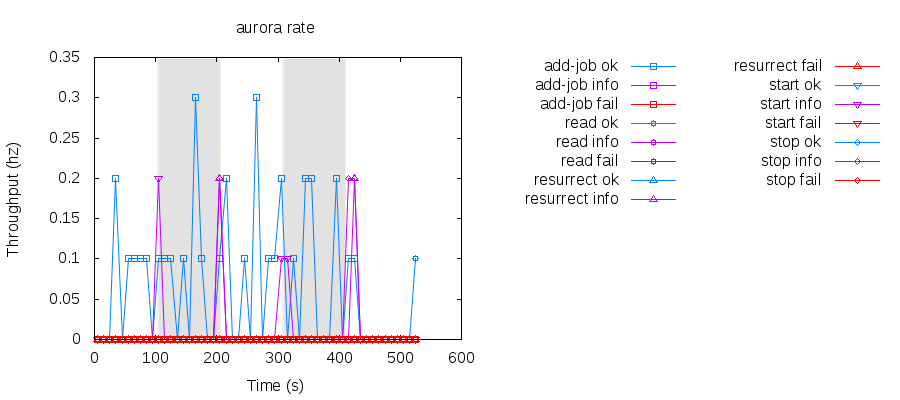 aurora rate
Throughput (hz)
0.35
0.3
0.25
0.2
0.15
0.1
0.05
0
0 100 200 300 400 500 600
Time (s)
add-job ok
add-job info
add-job fail
read ok
read info
read fail
resurrect ok
resurrect info
resurrect fail
start ok
start info
start fail
stop ok
stop info
stop fail